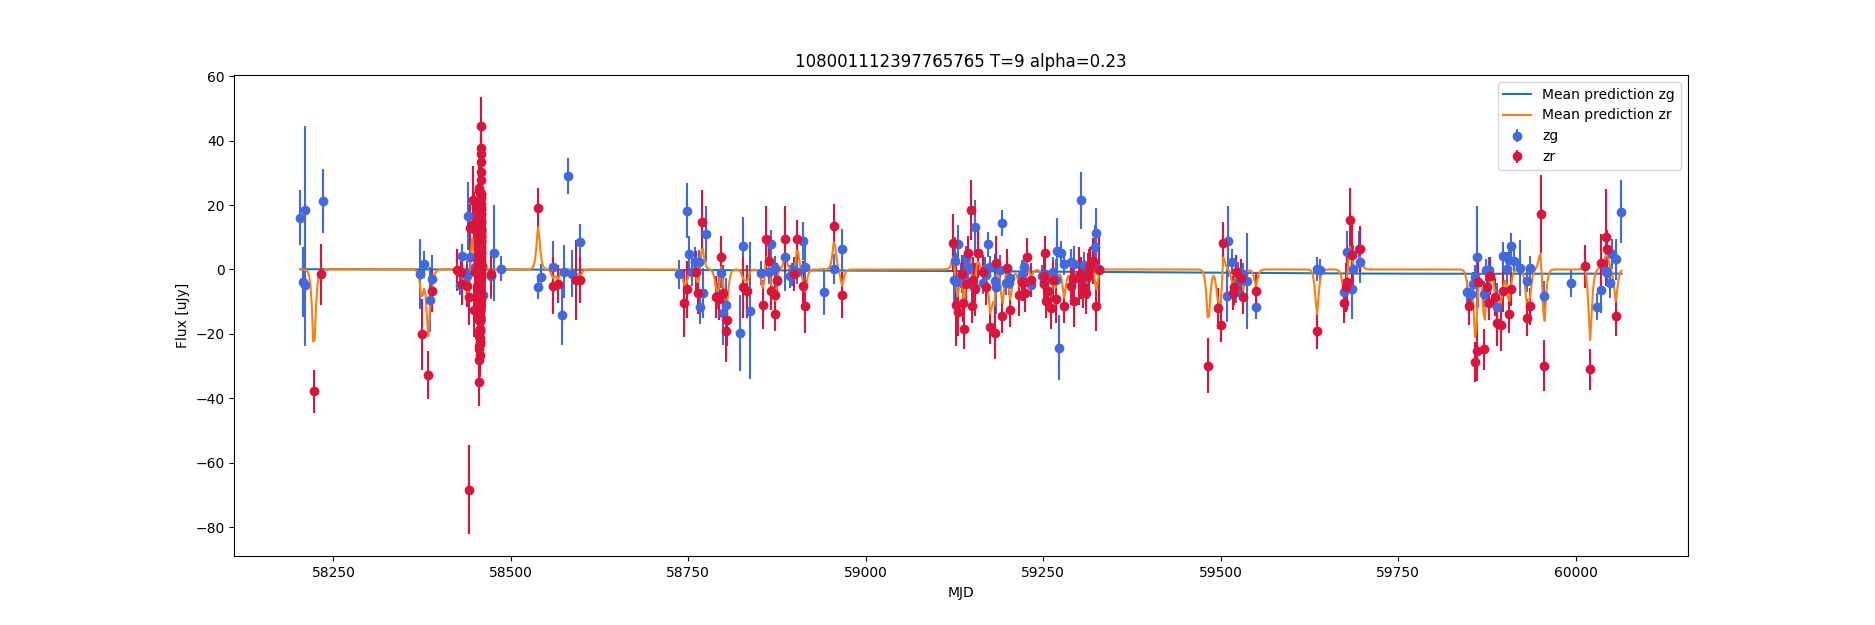 108001112397765765 T=9 alpha=0.23
Flux [uJy]
60
40
20
0
−20
−40
−60
−80
Mean prediction zg
Mean prediction zr
zg
zr
58250 58500 58750 59000 59250 59500 59750 60000
MJD